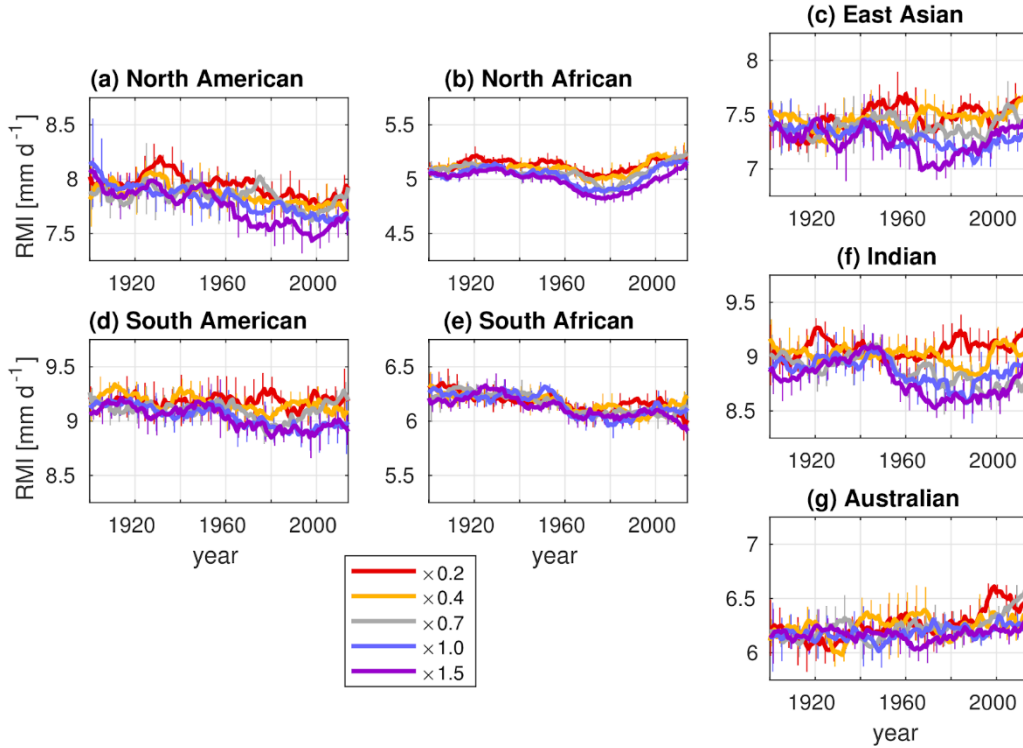 (a) North American
RMI [mm d⁻¹]
8.5
8
7.5
1920 1960 2000
(b) North African
5.5
5
4.5
1920 1960 2000
(c) East Asian
8
7.5
7
1920 1960 2000
(d) South American
RMI [mm d⁻¹]
9.5
9
8.5
1920 1960 2000
year
(e) South African
6.5
6
5.5
1920 1960 2000
year
(f) Indian
9.5
9
8.5
1920 1960 2000
(g) Australian
7
6.5
6
1920 1960 2000
year
×0.2
×0.4
×0.7
×1.0
×1.5